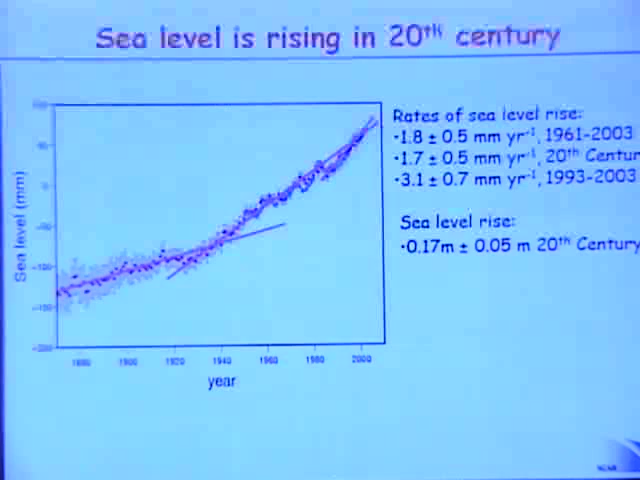 Sea level is rising in 20th century
Rates of sea level rise:
•1.8 ± 0.5 mm yr-1, 1961-2003
•1.7 ± 0.5 mm yr-1, 20th Centur
•3.1 ± 0.7 mm yr-1, 1993-2003
Sea level rise:
•0.17m ± 0.05 m 20th Century
Sea level (mm)
50
0
-50
-100
-150
-200
1880 1900 1920 1940 1960 1980 2000
year